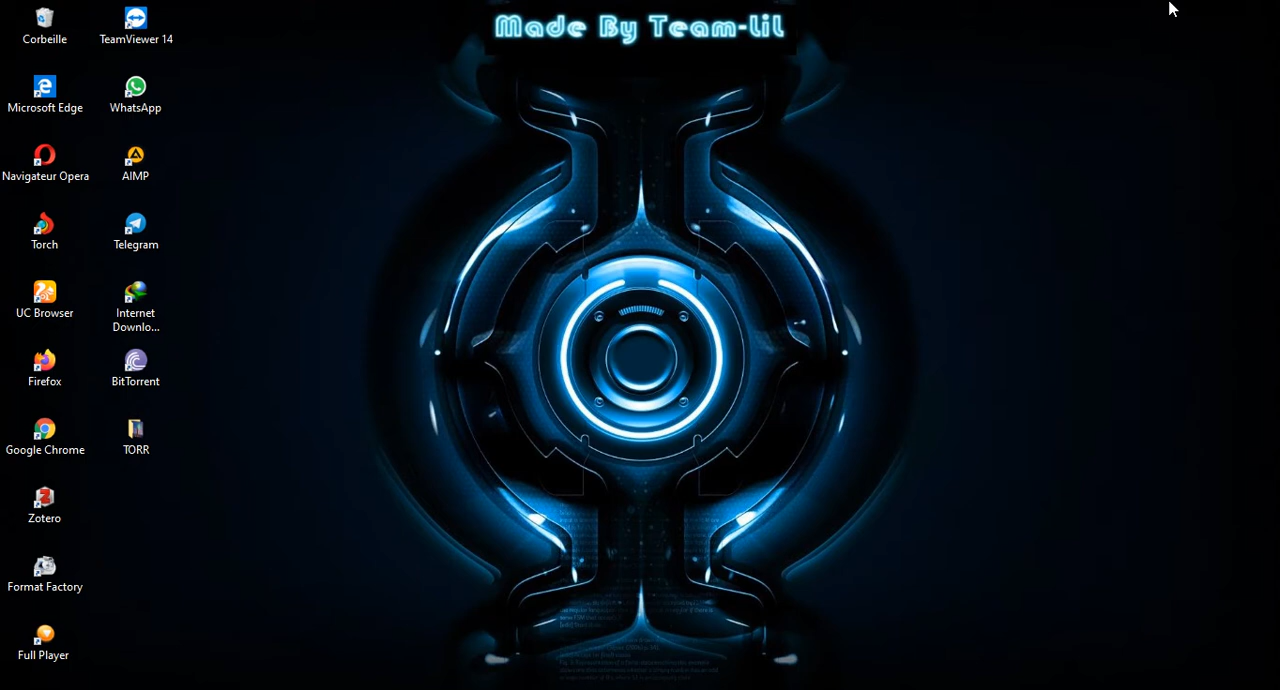 Made By Team-LiL
Corbeille
TeamViewer 14
Microsoft Edge
WhatsApp
Navigateur Opera
AIMP
Torch
Telegram
UC Browser
Internet
Downlo...
Firefox
BitTorrent
Google Chrome
TORR
Zotero
Format Factory
Full Player